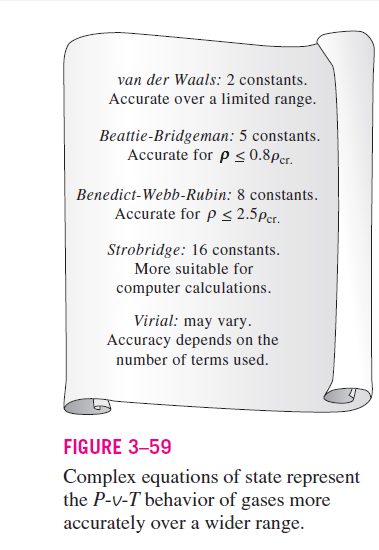 van der Waals: 2 constants.
Accurate over a limited range.
Beattie-Bridgeman: 5 constants.
Accurate for ρ ≤ 0.8ρcr.
Benedict-Webb-Rubin: 8 constants.
Accurate for ρ ≤ 2.5ρcr.
Strobridge: 16 constants.
More suitable for
computer calculations.
Virial: may vary.
Accuracy depends on the
number of terms used.
FIGURE 3–59
Complex equations of state represent
the P-v-T behavior of gases more
accurately over a wider range.